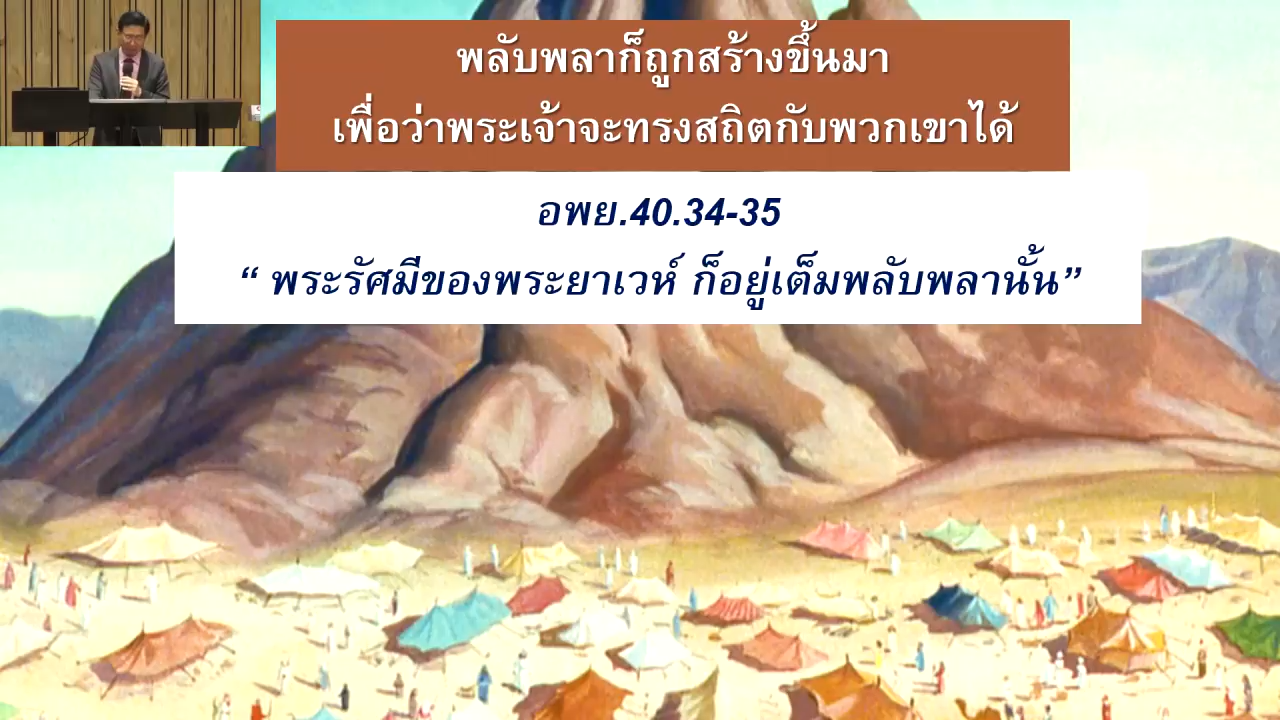 พลับพลาก็ถูกสร้างขึ้นมา
เพื่อว่าพระเจ้าจะทรงสถิตกับพวกเขาได้
อพย.40.34-35
“ พระรัศมีของพระยาเวห์ ก็อยู่เต็มพลับพลานั้น”